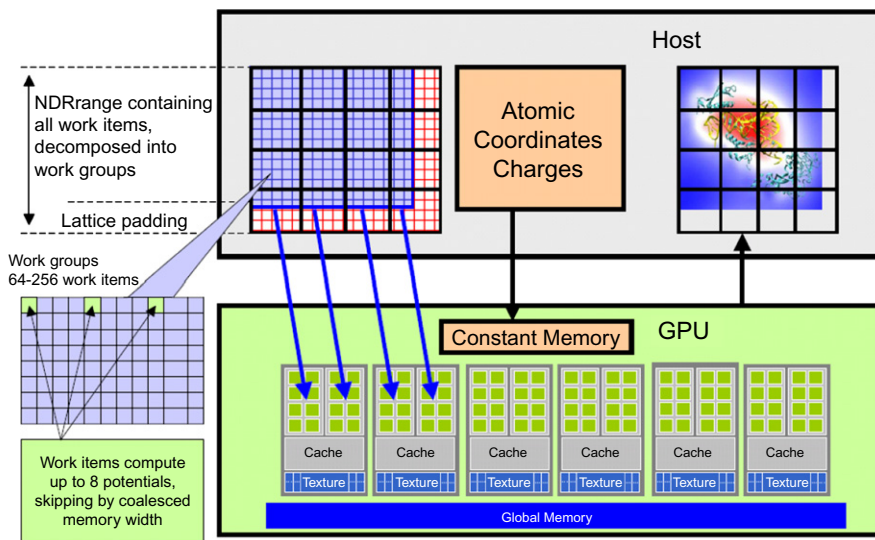 Host
NDRrange containing
all work items,
decomposed into
work groups
Lattice padding
Atomic
Coordinates
Charges
Work groups
64-256 work items
Constant Memory
GPU
Cache
Cache
Cache
Cache
Cache
Cache
Texture
Texture
Texture
Texture
Texture
Texture
Work items compute
up to 8 potentials,
skipping by coalesced
memory width
Global Memory